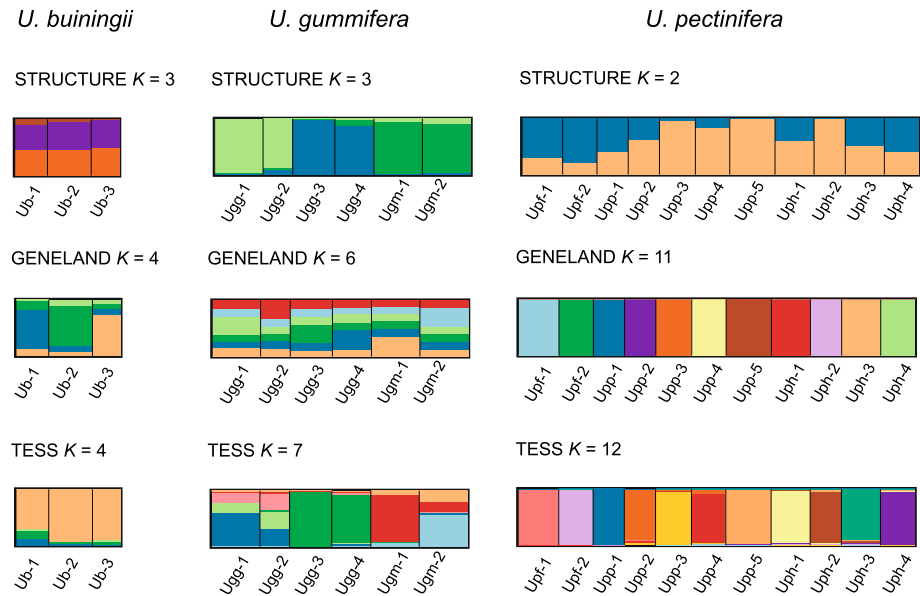 U. buiningii U. gummifera U. pectinifera
STRUCTURE K = 3 STRUCTURE K = 3 STRUCTURE K = 2
Ub-1 Ub-2 Ub-3 Ugg-1 Ugg-2 Ugg-3 Ugg-4 Ugm-1 Ugm-2 Upf-1 Upf-2 Upp-1 Upp-2 Upp-3 Upp-4 Upp-5 Uph-1 Uph-2 Uph-3 Uph-4
GENELAND K = 4 GENELAND K = 6 GENELAND K = 11
Ub-1 Ub-2 Ub-3 Ugg-1 Ugg-2 Ugg-3 Ugg-4 Ugm-1 Ugm-2 Upf-1 Upf-2 Upp-1 Upp-2 Upp-3 Upp-4 Upp-5 Uph-1 Uph-2 Uph-3 Uph-4
TESS K = 4 TESS K = 7 TESS K = 12
Ub-1 Ub-2 Ub-3 Ugg-1 Ugg-2 Ugg-3 Ugg-4 Ugm-1 Ugm-2 Upf-1 Upf-2 Upp-1 Upp-2 Upp-3 Upp-4 Upp-5 Uph-1 Uph-2 Uph-3 Uph-4